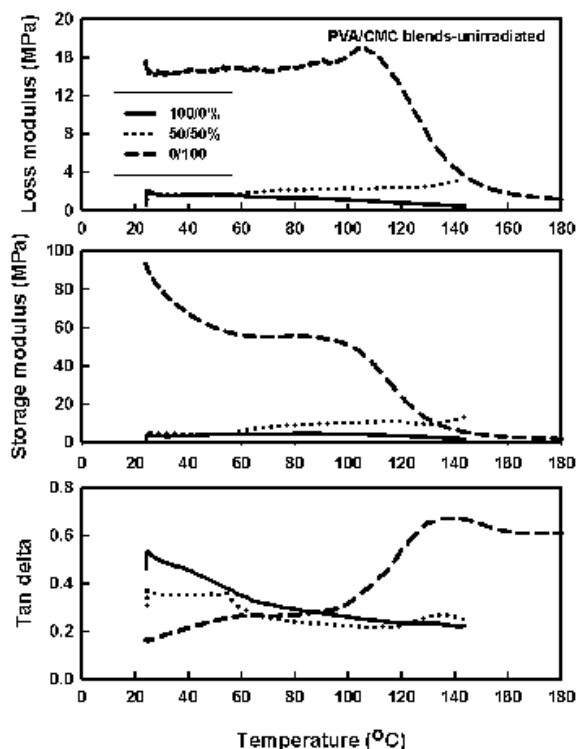 PVA/CMC blends-unirradiated
Loss modulus (MPa)
20
16
12
8
4
0
100/0%
50/50%
0/100
0 20 40 60 80 100 120 140 160 180
Storage modulus (MPa)
100
80
60
40
20
0
0 20 40 60 80 100 120 140 160 180
Tan delta
0.8
0.6
0.4
0.2
0.0
0 20 40 60 80 100 120 140 160 180
Temperature (°C)